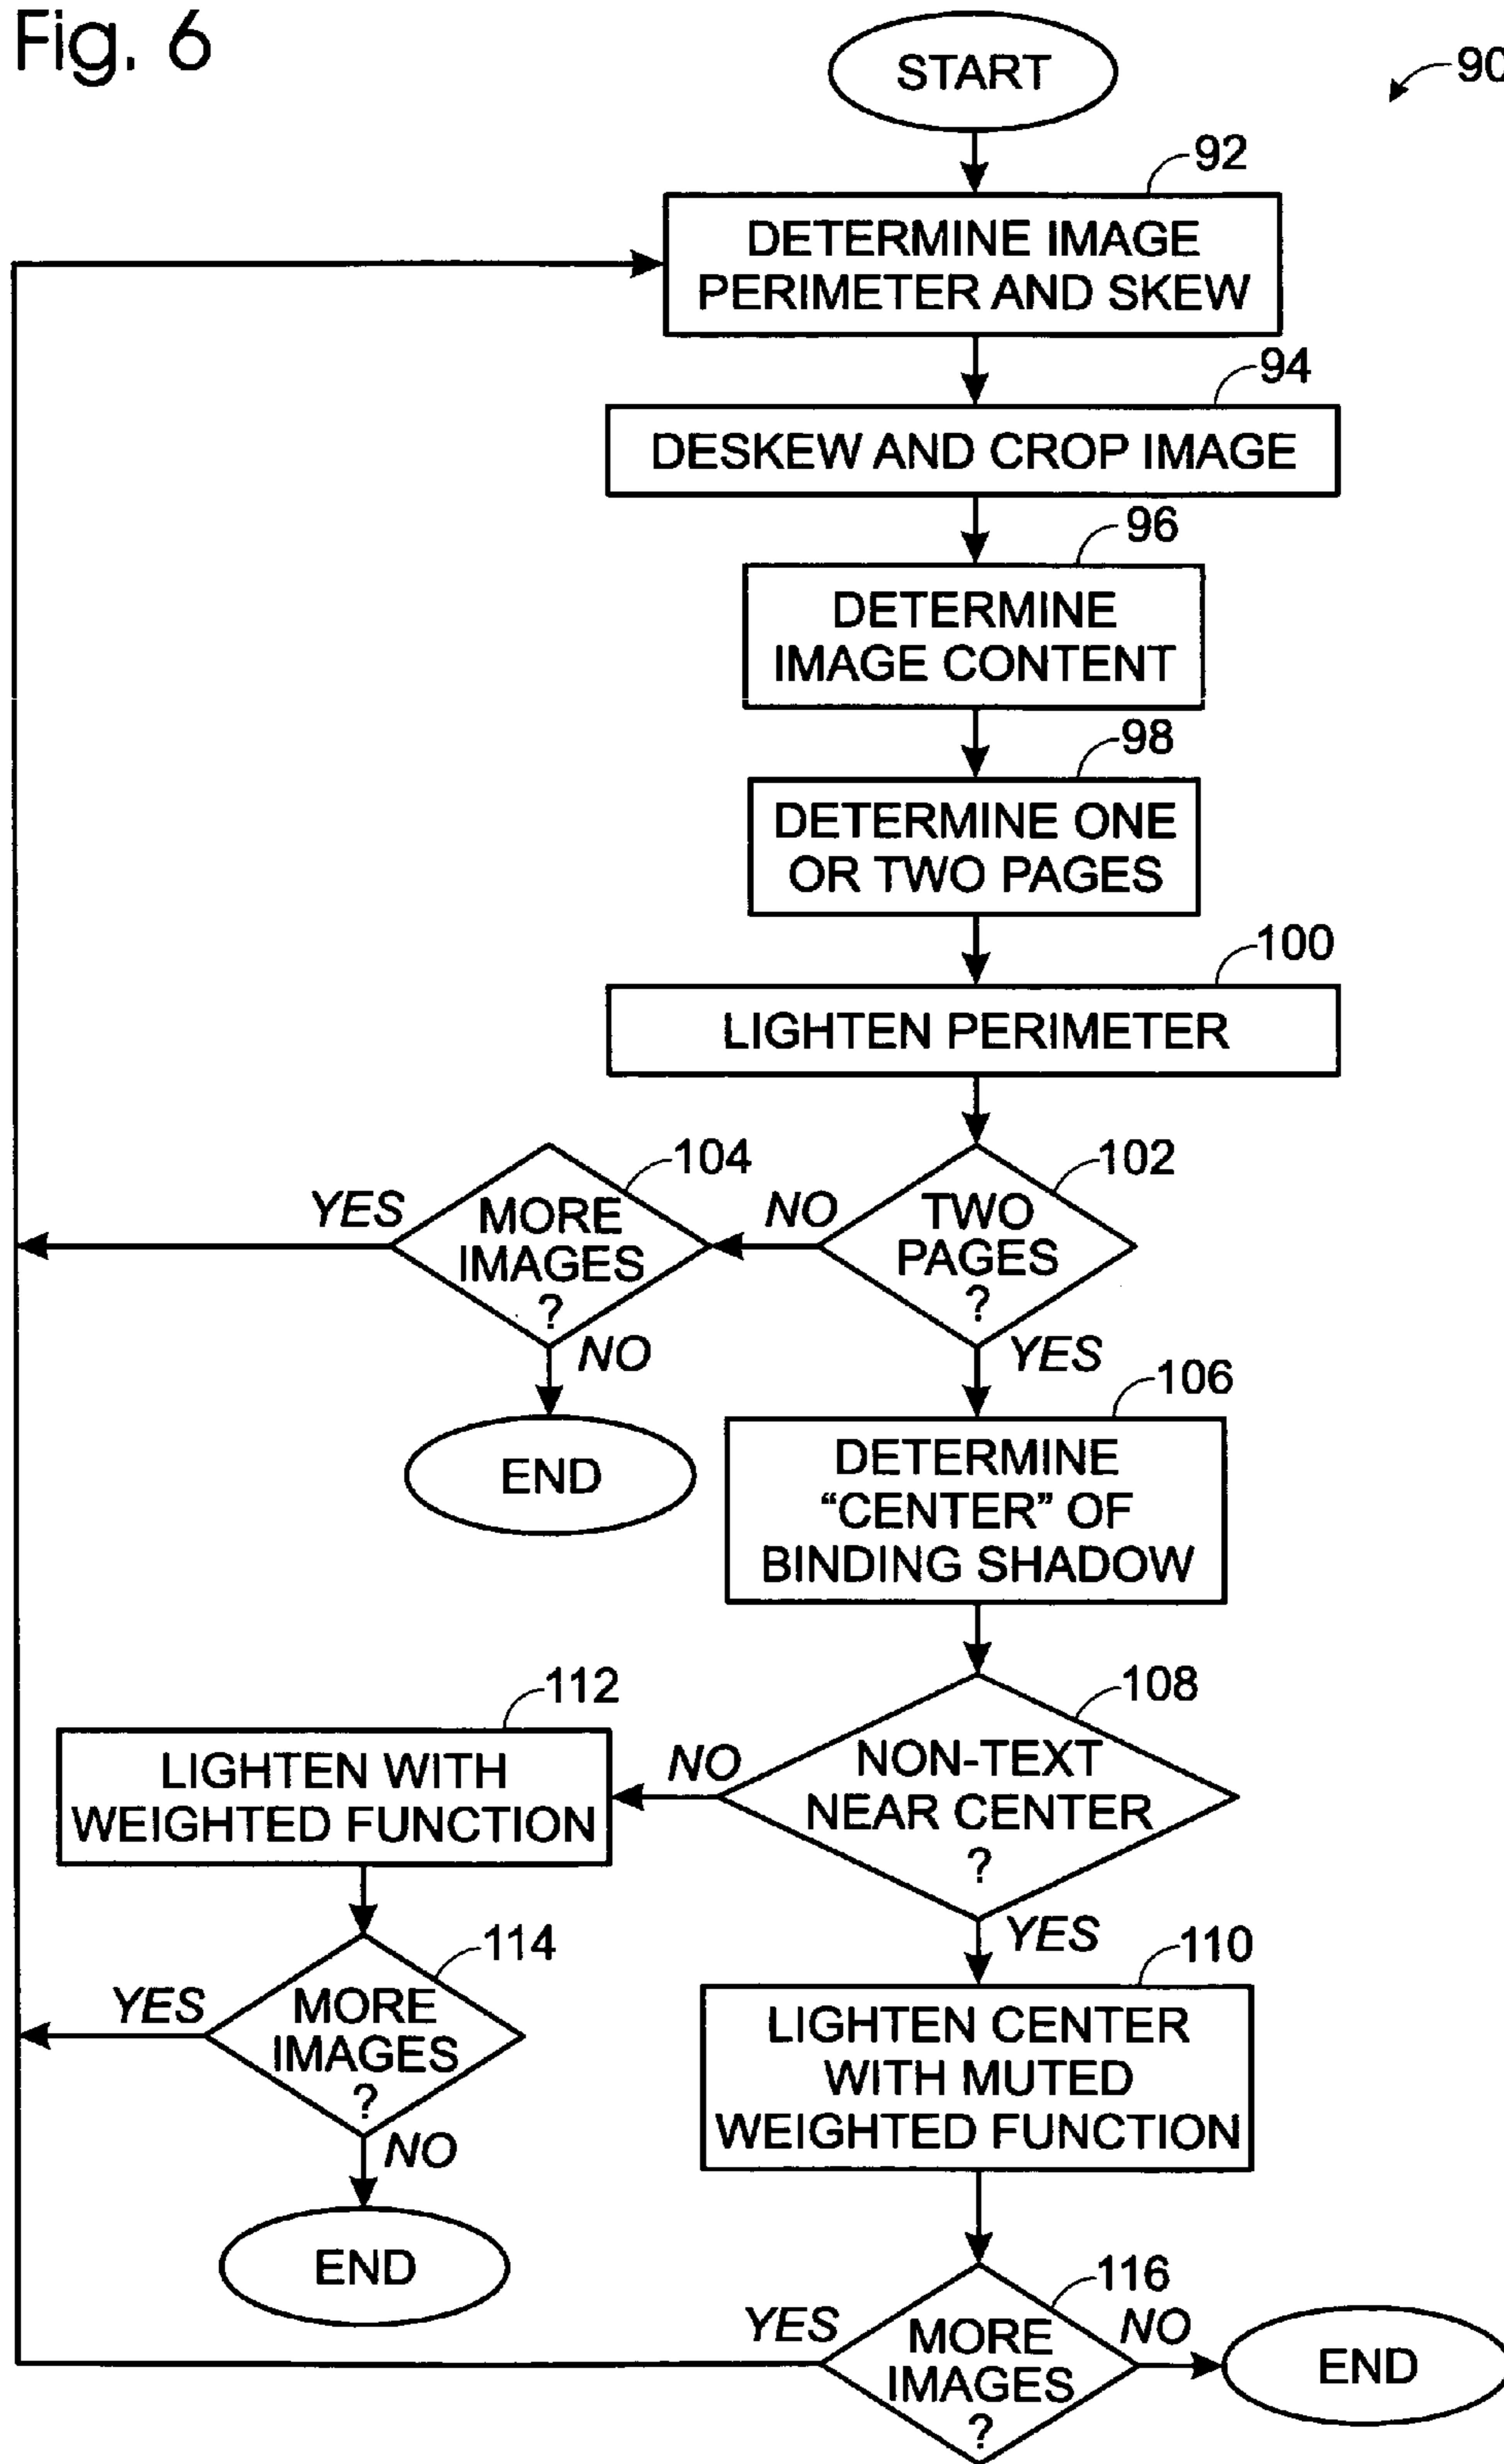 Fig. 6
START
90
92
DETERMINE IMAGE
PERIMETER AND SKEW
94
DESKEW AND CROP IMAGE
96
DETERMINE
IMAGE CONTENT
98
DETERMINE ONE
OR TWO PAGES
100
LIGHTEN PERIMETER
102
TWO
PAGES
?
NO
104
MORE
IMAGES
?
YES
NO
END
YES
106
DETERMINE
“CENTER” OF
BINDING SHADOW
108
NON-TEXT
NEAR CENTER
?
NO
112
LIGHTEN WITH
WEIGHTED FUNCTION
114
MORE
IMAGES
?
YES
NO
END
YES
110
LIGHTEN CENTER
WITH MUTED
WEIGHTED FUNCTION
116
MORE
IMAGES
?
YES
NO
END